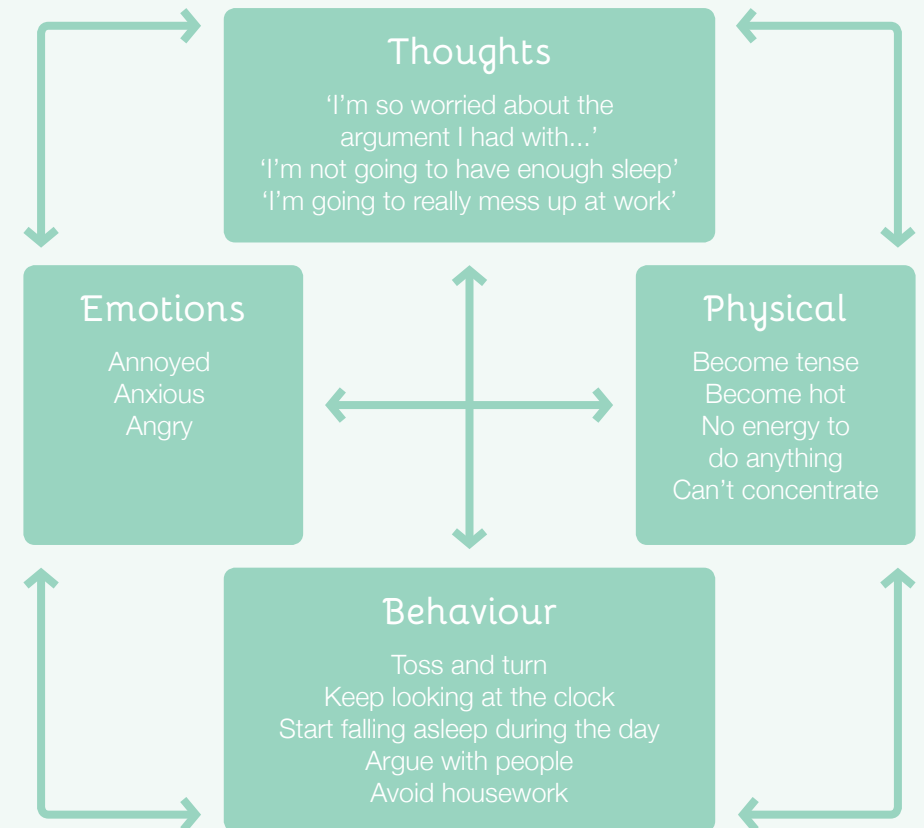 Thoughts
‘I’m so worried about the
argument I had with...’
‘I’m not going to have enough sleep’
‘I’m going to really mess up at work’
Emotions
Annoyed
Anxious
Angry
Physical
Become tense
Become hot
No energy to
do anything
Can’t concentrate
Behaviour
Toss and turn
Keep looking at the clock
Start falling asleep during the day
Argue with people
Avoid housework